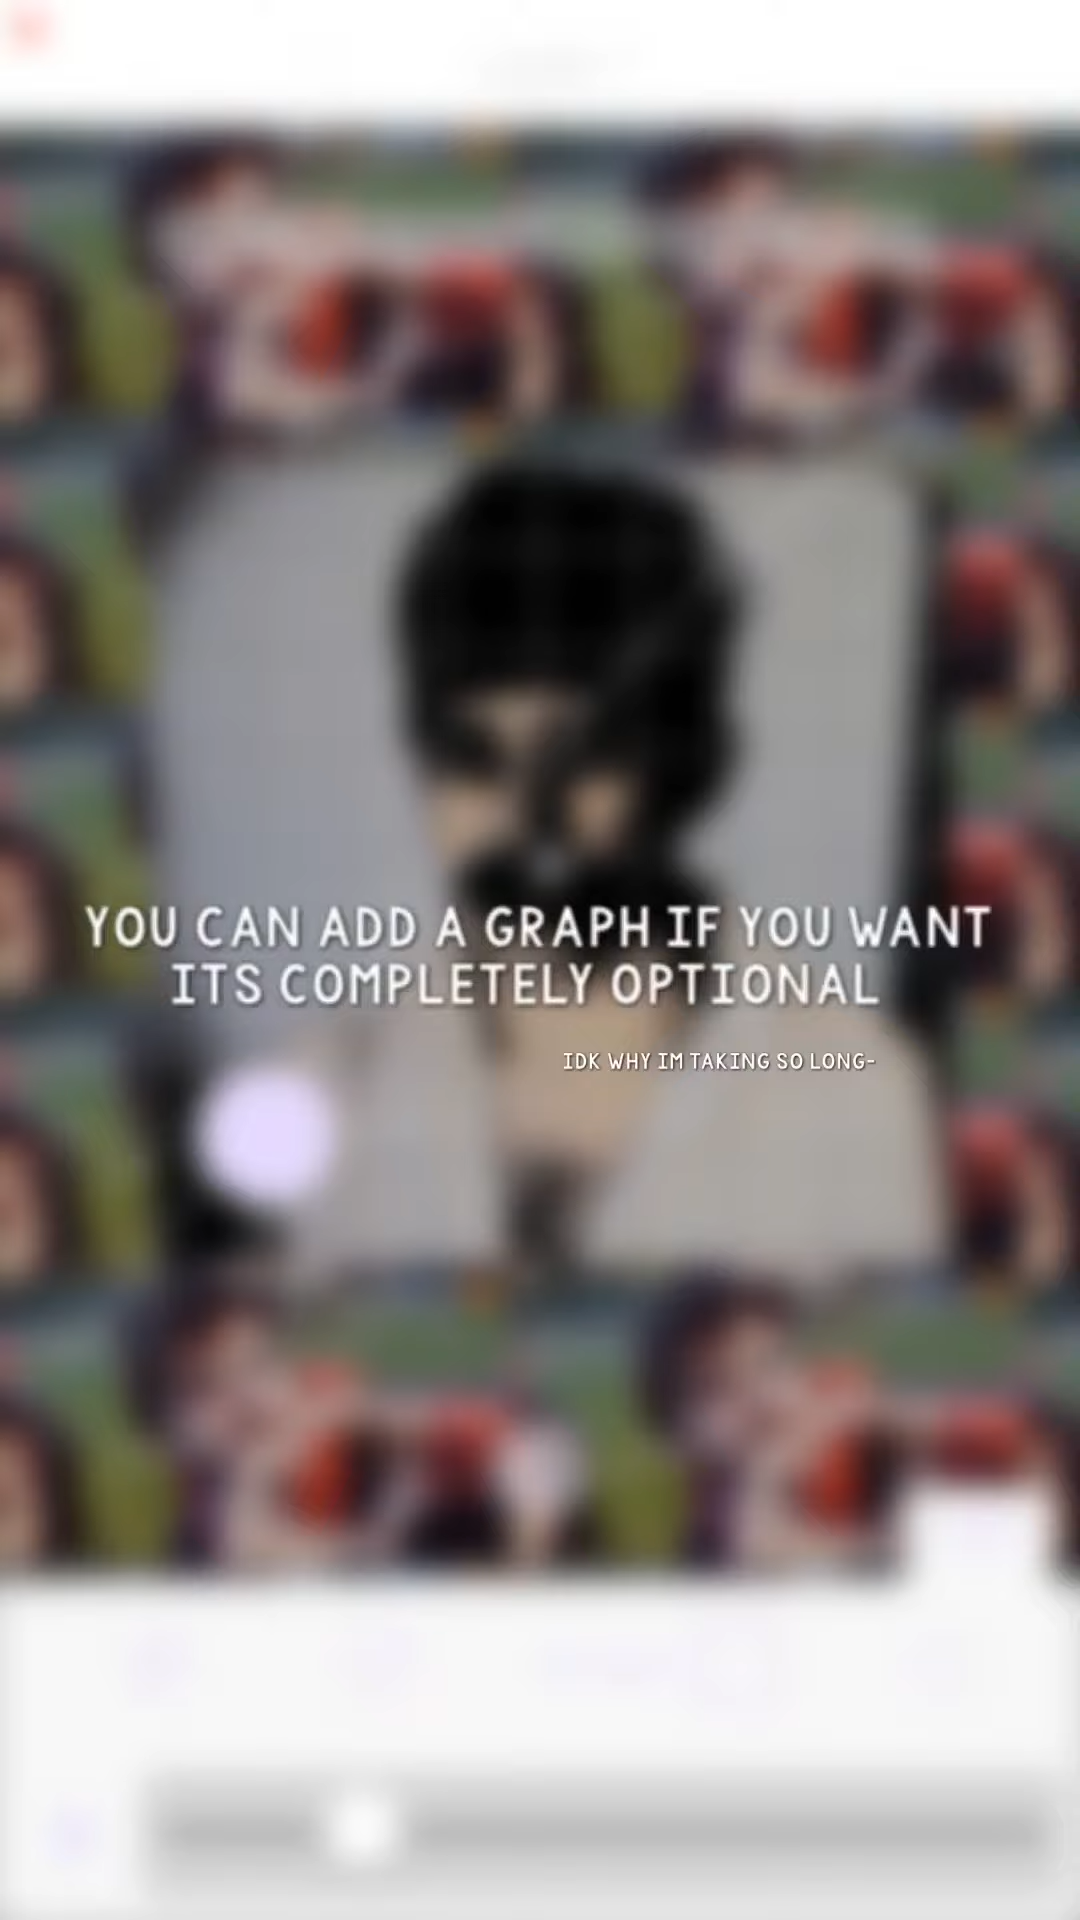 YOU CAN ADD A GRAPH IF YOU WANT
ITS COMPLETELY OPTIONAL
IDK WHY IM TAKING SO LONG-